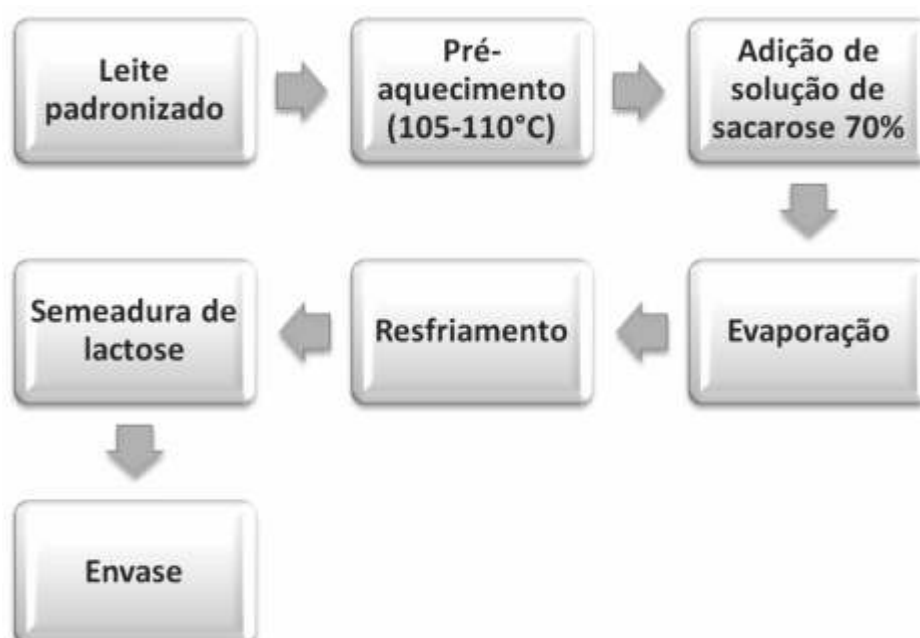 Leite
padronizado
Pré-
aquecimento
(105-110°C)
Adição de
solução de
sacarose 70%
Evaporação
Resfriamento
Semeadura de
lactose
Envase